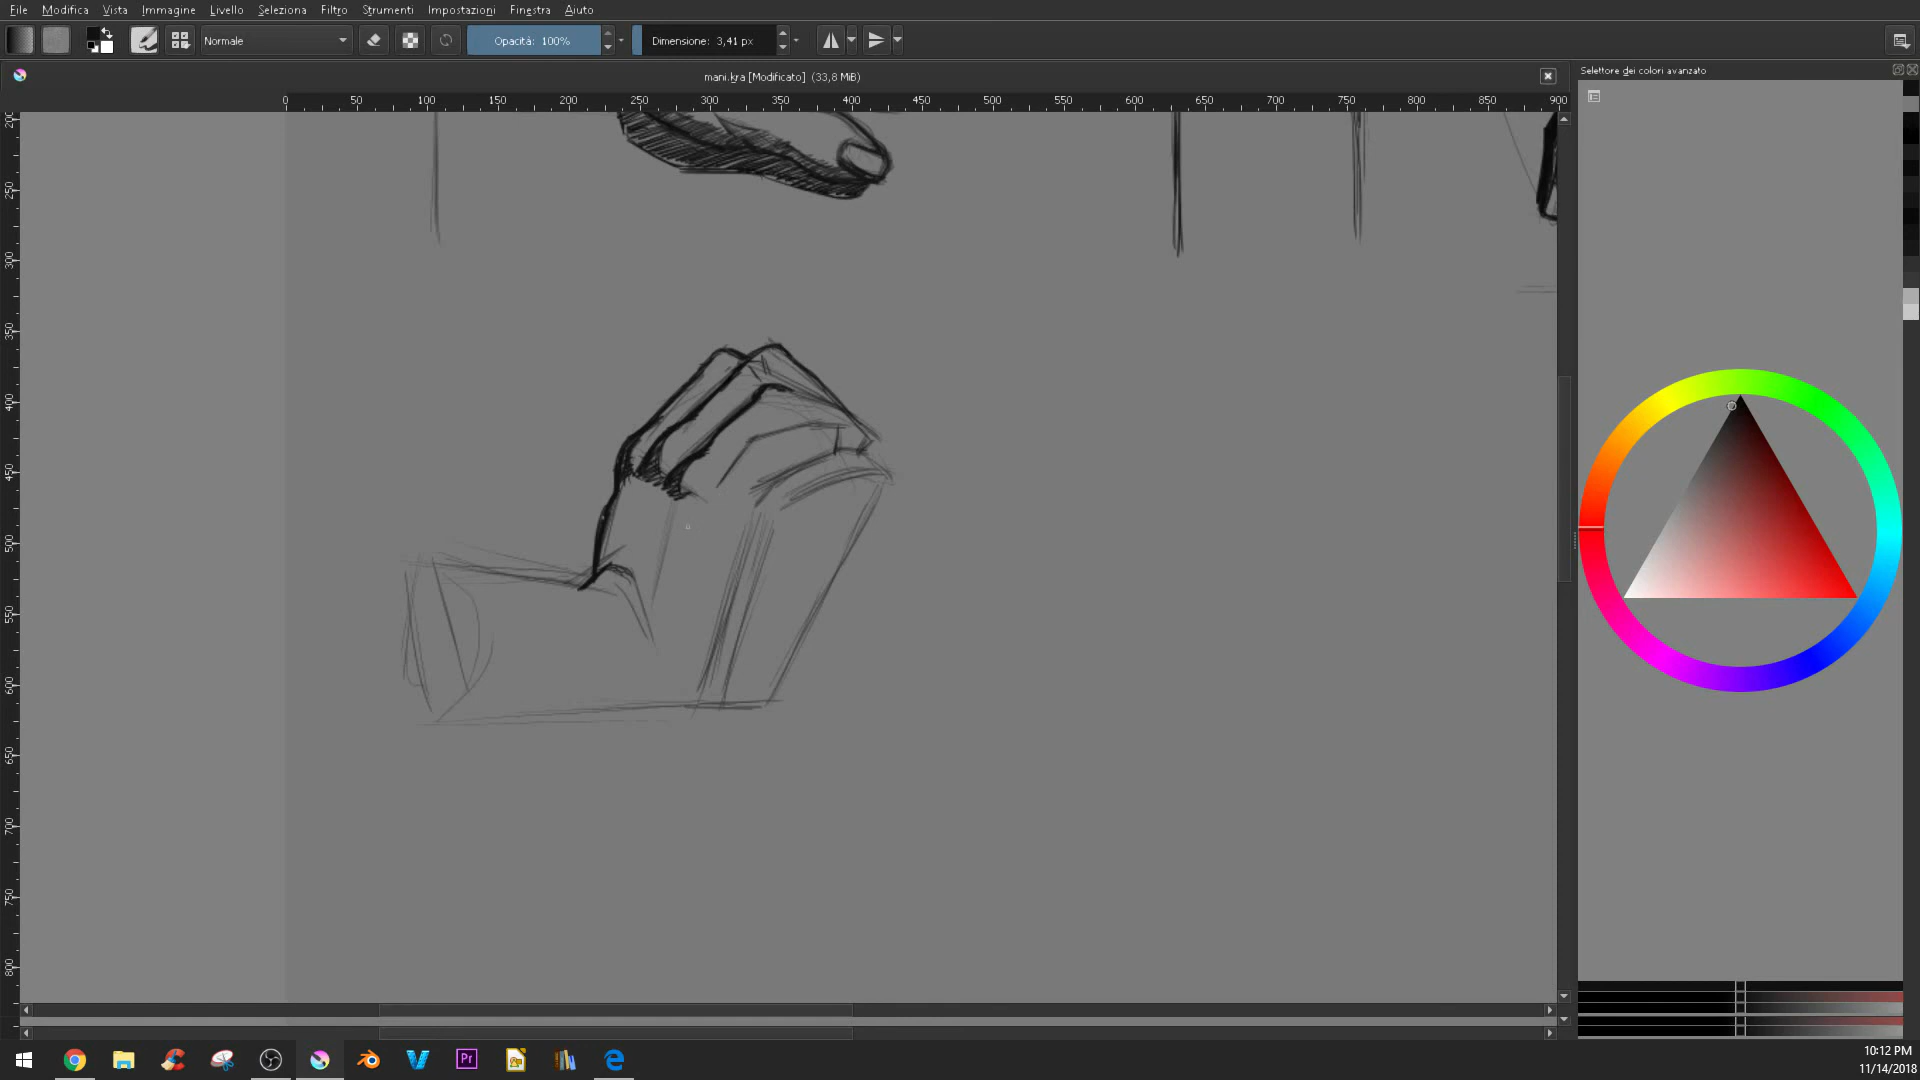 File Modifica Vista Immagine Livello Seleziona Filtro Strumenti Impostazioni Finestra Aiuto
Normale Opacità: 100% Dimensione: 3,41 px
mani.kra [Modificato] (33,8 MiB)
Selettore dei colori avanzato
0 50 100 150 200 250 300 350 400 450 500 550 600 650 700 750 800 850 900
200
250
300
350
400
450
500
550
600
650
700
750
800
Pr
10:12 PM
11/14/2018